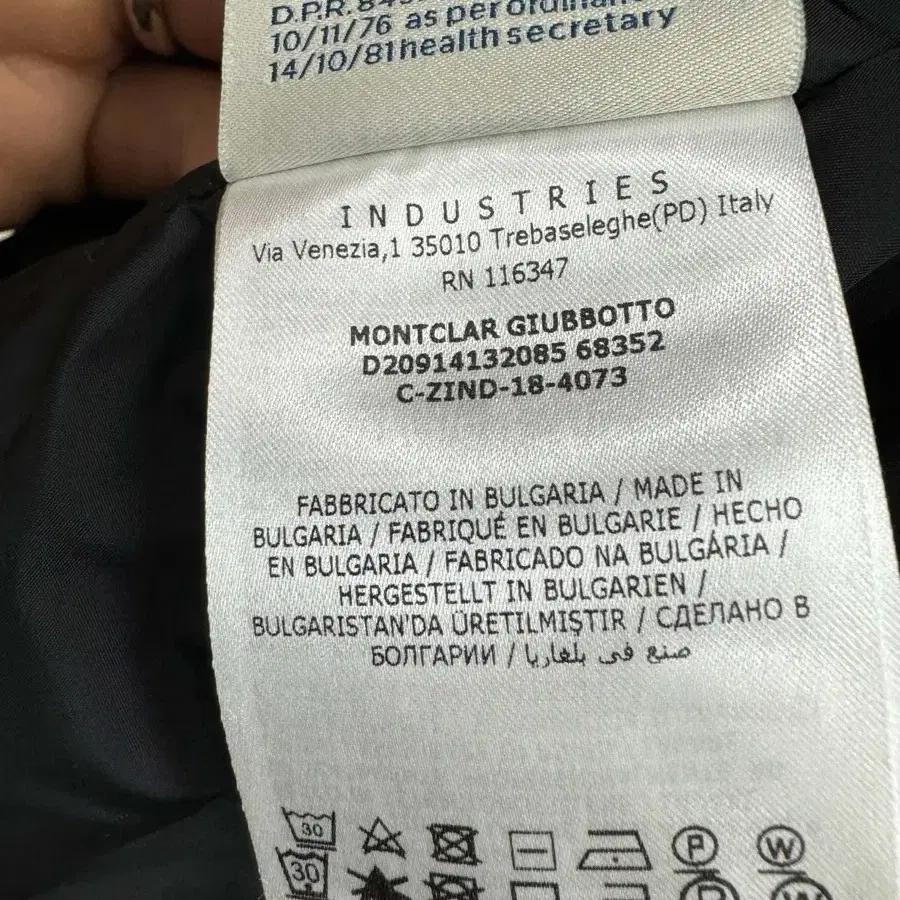 D.P.R.
10/11/76 as per
14/10/81 health secretary
INDUSTRIES
Via Venezia,1 35010 Trebaseleghe(PD) Italy
RN 116347
MONTCLAR GIUBBOTTO
D20914132085 68352
C-ZIND-18-4073
FABBRICATO IN BULGARIA / MADE IN
BULGARIA / FABRIQUÉ EN BULGARIE / HECHO
EN BULGARIA / FABRICADO NA BULGÁRIA /
HERGESTELLT IN BULGARIEN /
BULGARISTAN'DA ÜRETILMIŞTIR / СДЕЛАНО В
БОЛГАРИИ / صنع في بلغاريا
30 P W
30